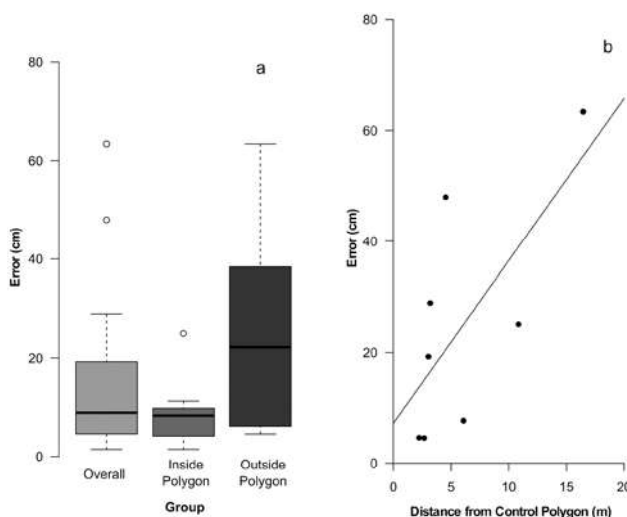 a
80
60
40
20
0
Error (cm)
Overall
Inside
Polygon
Outside
Polygon
Group
b
80
60
40
20
0
Error (cm)
0
5
10
15
20
Distance from Control Polygon (m)